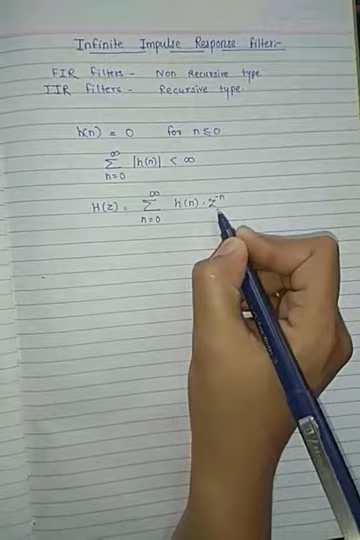 Infinite Impulse Response filter:-
FIR filters - Non Recursive type
IIR filters - Recursive type.
h(n) = 0 for n ≤ 0
∞
∑ |h(n)| < ∞
n=0
∞
H(z) = ∑ h(n) · z⁻ⁿ
n=0